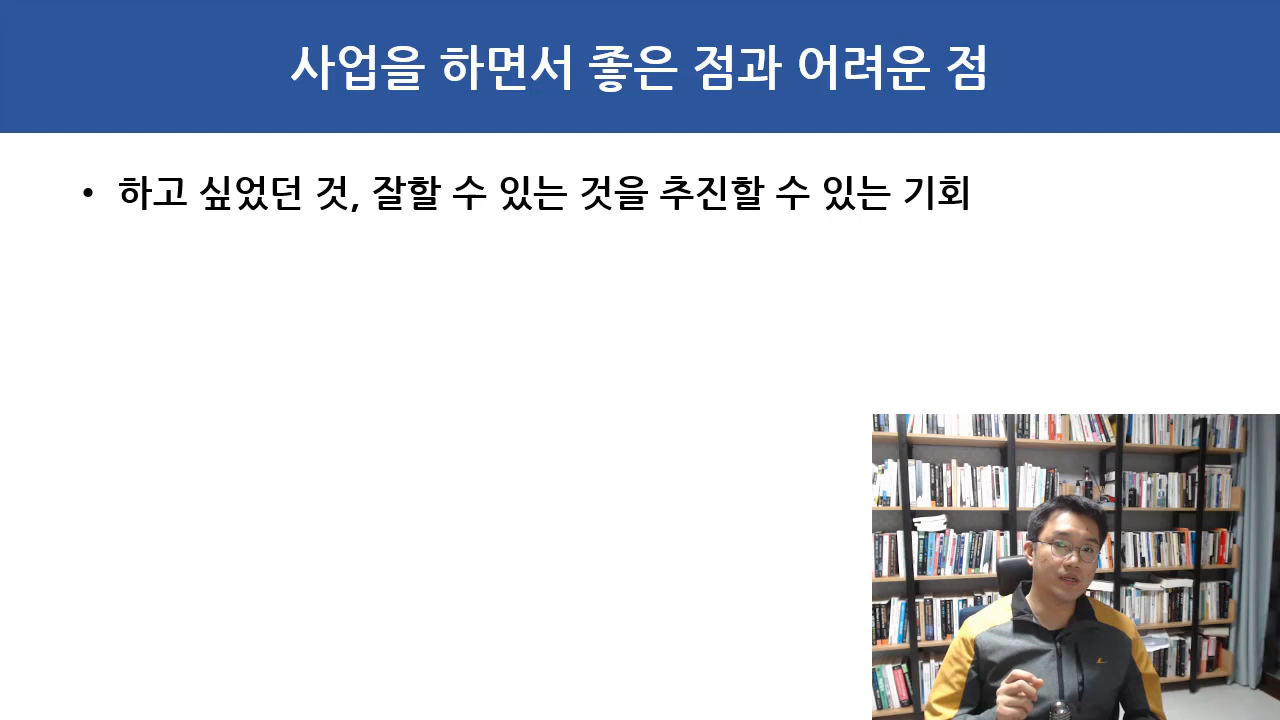 사업을 하면서 좋은 점과 어려운 점
• 하고 싶었던 것, 잘할 수 있는 것을 추진할 수 있는 기회